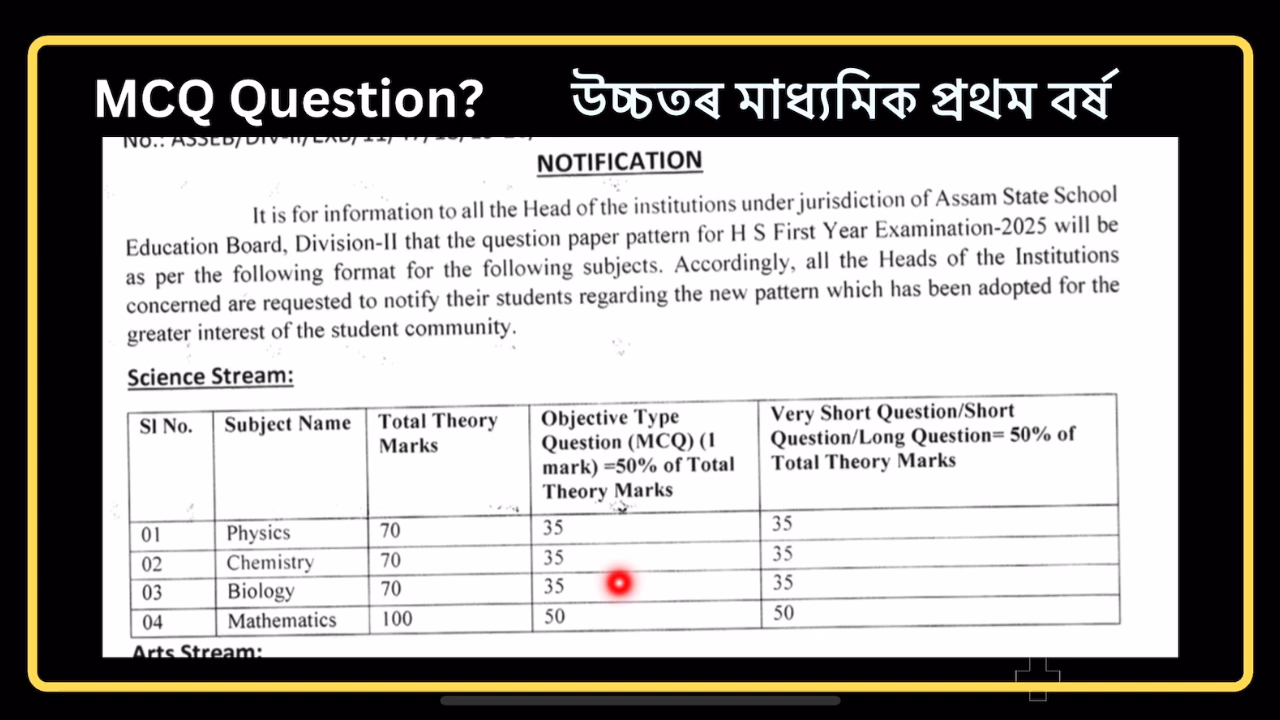 MCQ Question? উচ্চতৰ মাধ্যমিক প্ৰথম বৰ্ষ
NOTIFICATION
It is for information to all the Head of the institutions under jurisdiction of Assam State School
Education Board, Division-II that the question paper pattern for H S First Year Examination-2025 will be
as per the following format for the following subjects. Accordingly, all the Heads of the Institutions
concerned are requested to notify their students regarding the new pattern which has been adopted for the
greater interest of the student community.
Science Stream:
Sl No. Subject Name Total Theory Marks Objective Type Question (MCQ) (1 mark) =50% of Total Theory Marks Very Short Question/Short Question/Long Question= 50% of Total Theory Marks
01 Physics 70 35 35
02 Chemistry 70 35 35
03 Biology 70 35 35
04 Mathematics 100 50 50
Arts Stream: